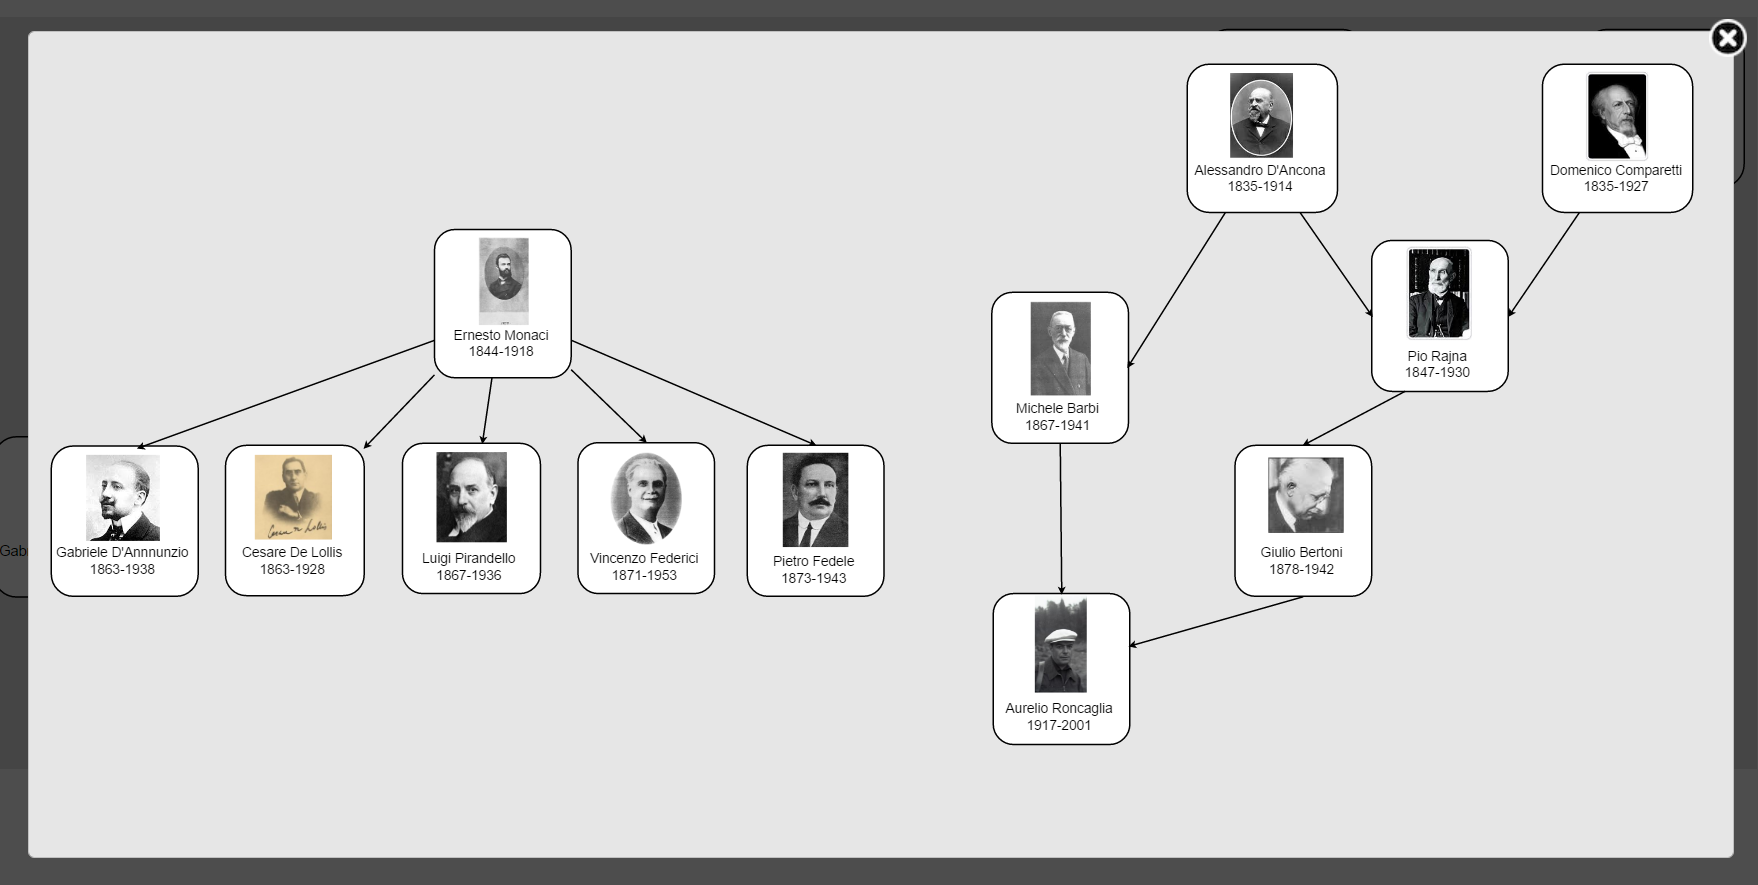 Alessandro D'Ancona
1835-1914
Domenico Comparetti
1835-1927
Ernesto Monaci
1844-1918
Pio Rajna
1847-1930
Michele Barbi
1867-1941
Gabriele D'Annnunzio
1863-1938
Cesare De Lollis
1863-1928
Luigi Pirandello
1867-1936
Vincenzo Federici
1871-1953
Pietro Fedele
1873-1943
Giulio Bertoni
1878-1942
Aurelio Roncaglia
1917-2001
Gab